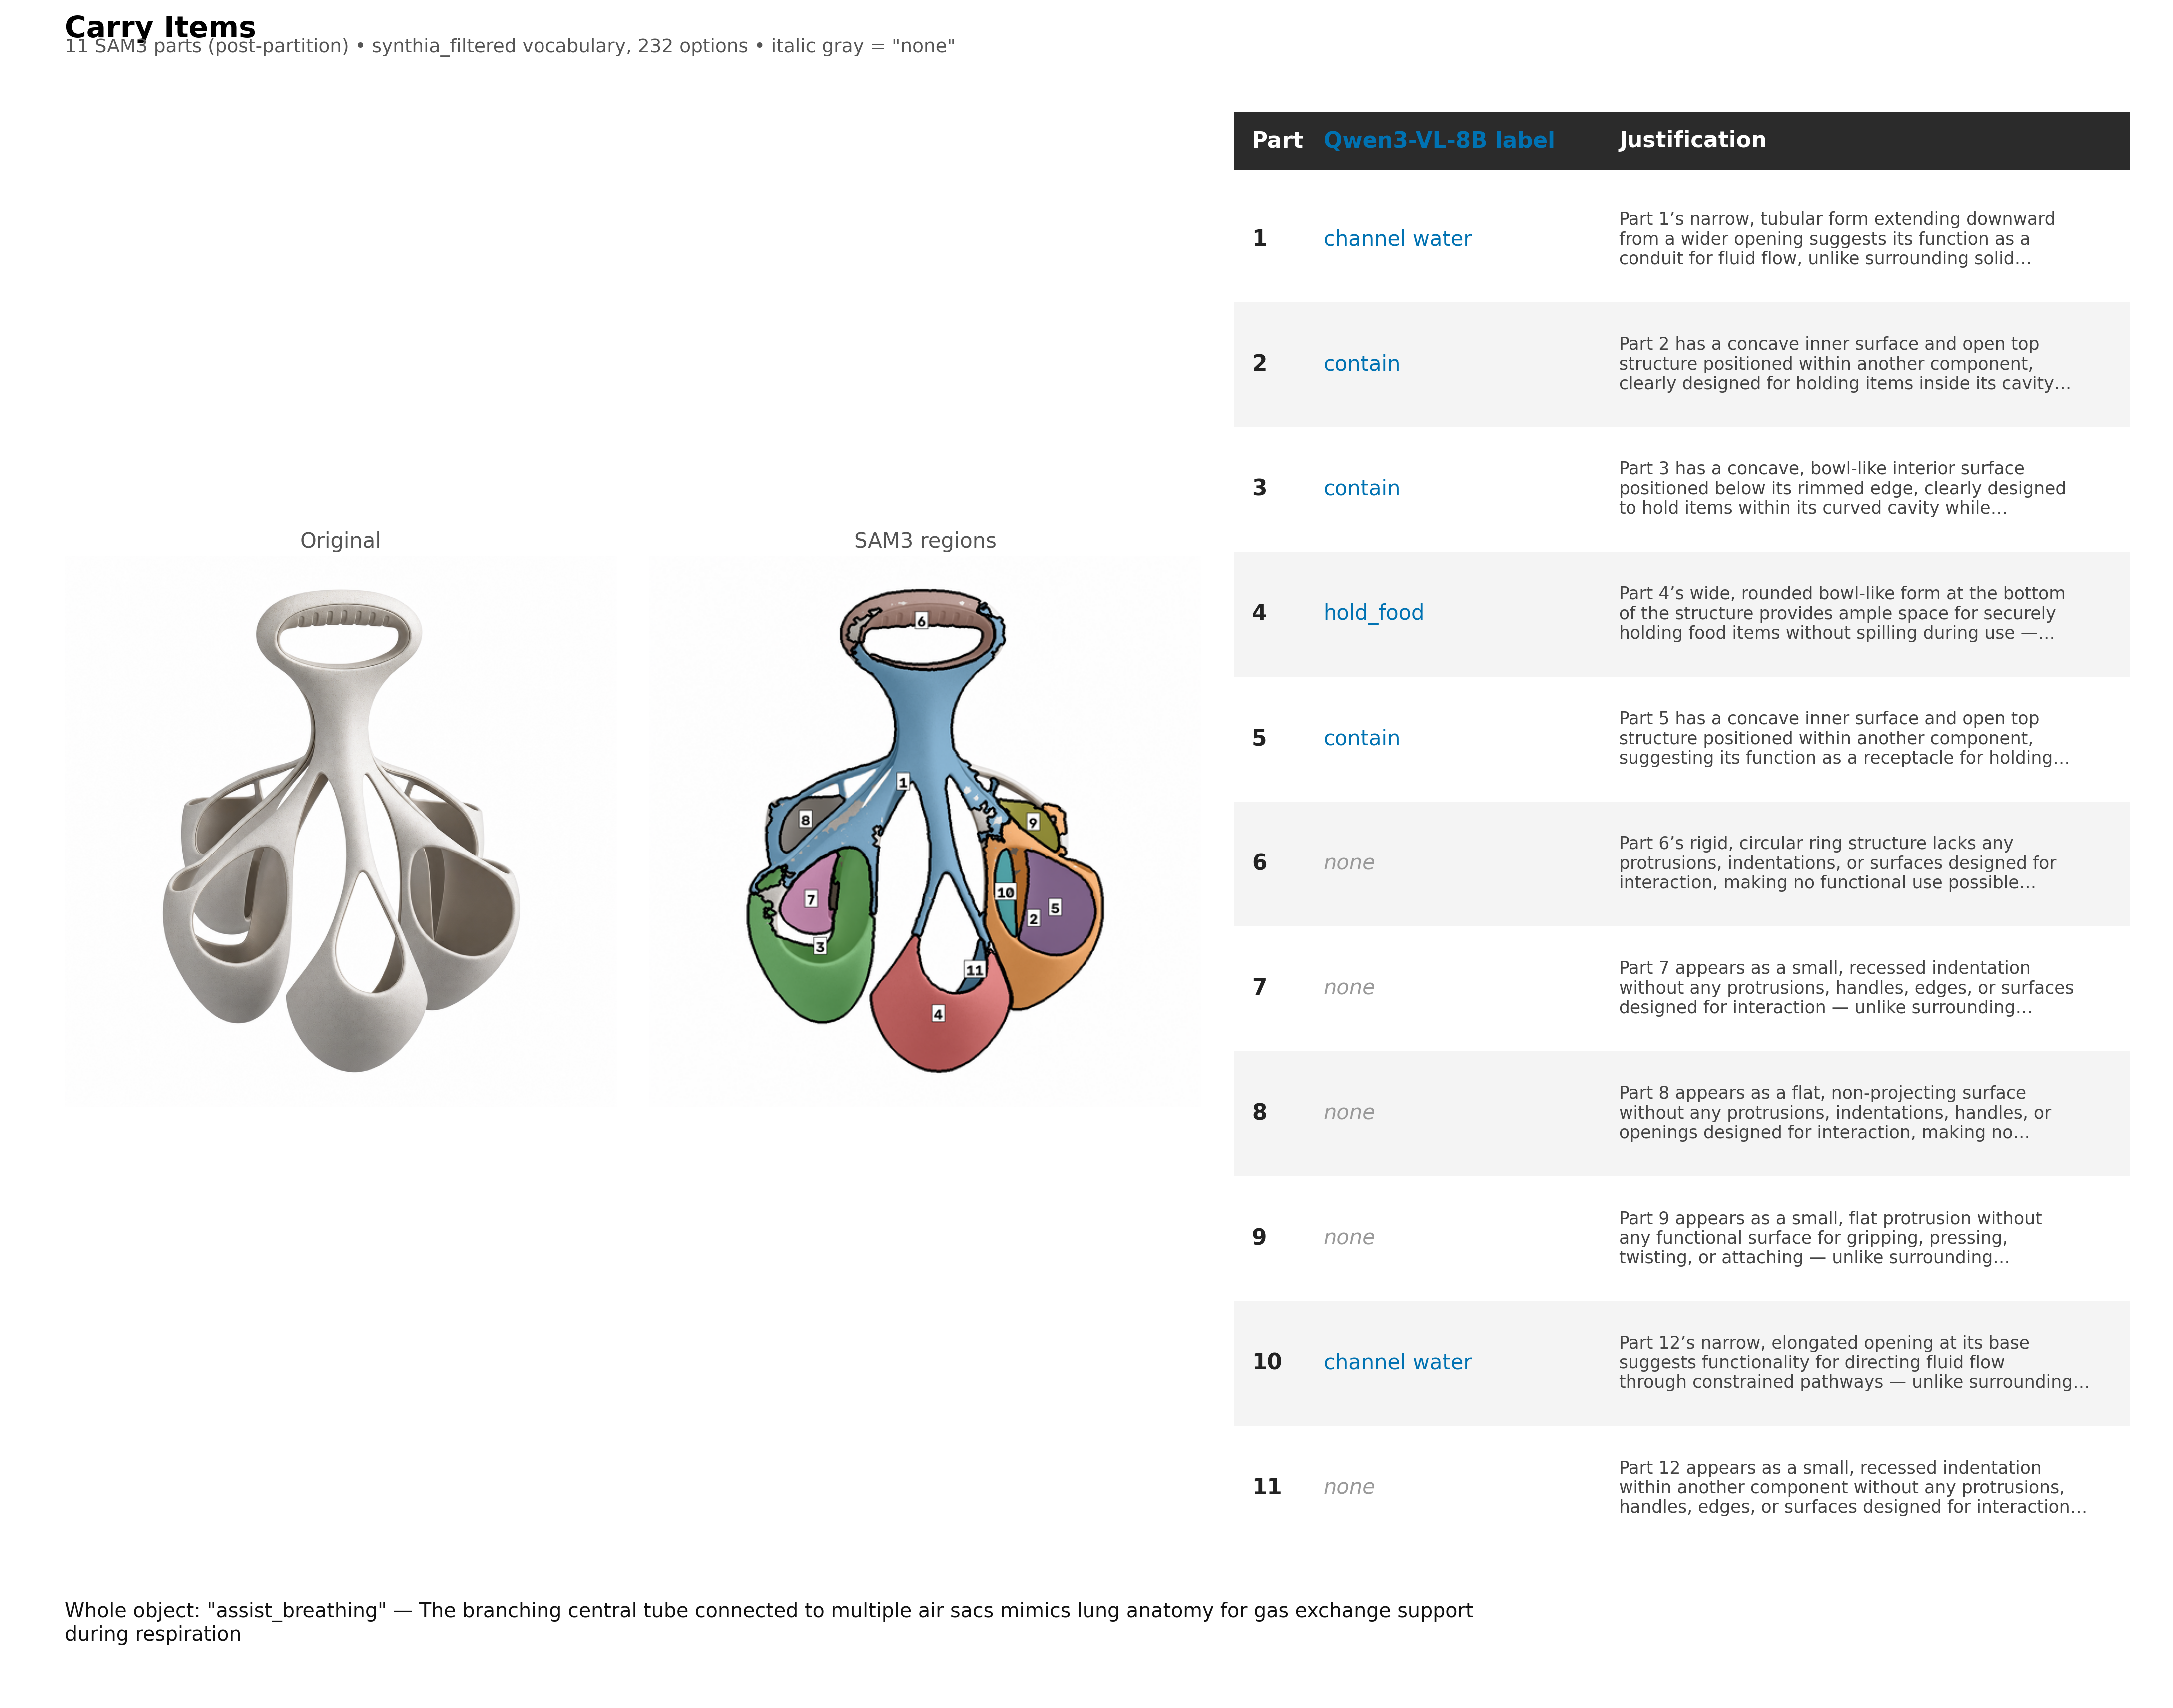 Carry Items
11 SAM3 parts (post-partition) • synthia_filtered vocabulary, 232 options • italic gray = "none"
Original
SAM3 regions
6
1
8
9
7
10
5
2
3
11
4
Part Qwen3-VL-8B label Justification
1 channel water Part 1’s narrow, tubular form extending downward
from a wider opening suggests its function as a
conduit for fluid flow, unlike surrounding solid…
2 contain Part 2 has a concave inner surface and open top
structure positioned within another component,
clearly designed for holding items inside its cavity…
3 contain Part 3 has a concave, bowl-like interior surface
positioned below its rimmed edge, clearly designed
to hold items within its curved cavity while…
4 hold_food Part 4’s wide, rounded bowl-like form at the bottom
of the structure provides ample space for securely
holding food items without spilling during use —…
5 contain Part 5 has a concave inner surface and open top
structure positioned within another component,
suggesting its function as a receptacle for holding…
6 none Part 6’s rigid, circular ring structure lacks any
protrusions, indentations, or surfaces designed for
interaction, making no functional use possible…
7 none Part 7 appears as a small, recessed indentation
without any protrusions, handles, edges, or surfaces
designed for interaction — unlike surrounding…
8 none Part 8 appears as a flat, non-projecting surface
without any protrusions, indentations, handles, or
openings designed for interaction, making no…
9 none Part 9 appears as a small, flat protrusion without
any functional surface for gripping, pressing,
twisting, or attaching — unlike surrounding…
10 channel water Part 12’s narrow, elongated opening at its base
suggests functionality for directing fluid flow
through constrained pathways — unlike surrounding…
11 none Part 12 appears as a small, recessed indentation
within another component without any protrusions,
handles, edges, or surfaces designed for interaction…
Whole object: "assist_breathing" — The branching central tube connected to multiple air sacs mimics lung anatomy for gas exchange support
during respiration